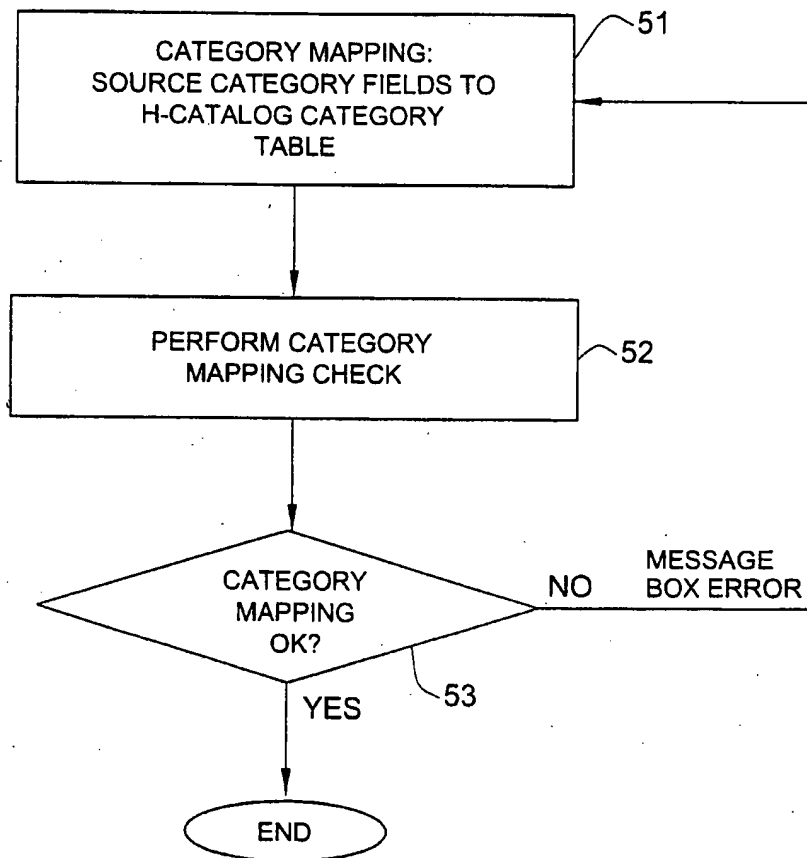 51
CATEGORY MAPPING:
SOURCE CATEGORY FIELDS TO
H-CATALOG CATEGORY
TABLE
PERFORM CATEGORY
MAPPING CHECK
52
CATEGORY
MAPPING
OK?
NO
MESSAGE
BOX ERROR
53
YES
END